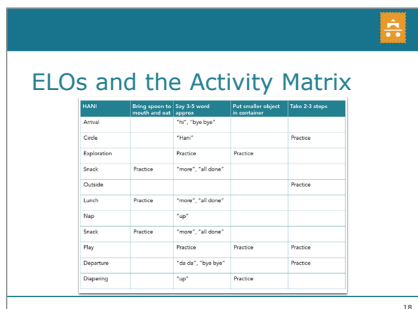 ELOs and the Activity Matrix
HANI Bring spoon to mouth and eat Say 3-5 word approx Put smaller object in container Take 2-3 steps
Arrival "hi", "bye bye"
Circle "Hani" Practice
Exploration Practice Practice
Snack Practice "more", "all done"
Outside Practice
Lunch Practice "more", "all done"
Nap "up"
Snack Practice "more", "all done"
Play Practice Practice Practice
Departure "da da", "bye bye" Practice
Diapering "up" Practice
18